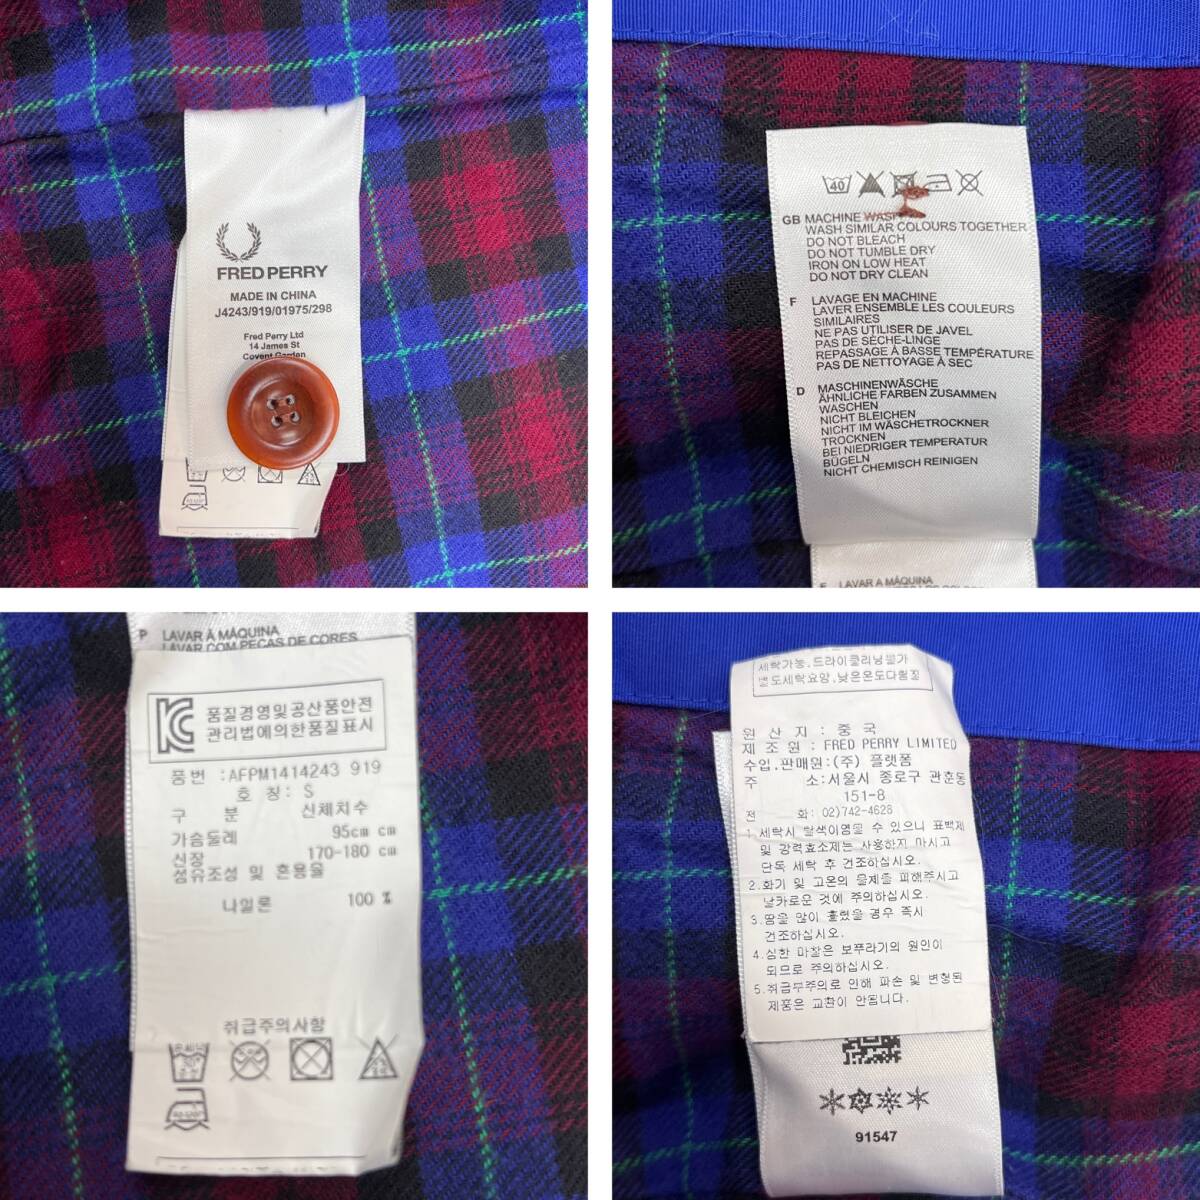 FRED PERRY
MADE IN CHINA
J4243/919/01975/298
Fred Perry Ltd
14 James St
Covent Garden
40
GB MACHINE WASH
WASH SIMILAR COLOURS TOGETHER
DO NOT BLEACH
DO NOT TUMBLE DRY
IRON ON LOW HEAT
DO NOT DRY CLEAN
F LAVAGE EN MACHINE
LAVER ENSEMBLE LES COULEURS
SIMILAIRES
NE PAS UTILISER DE JAVEL
PAS DE SÈCHE-LINGE
REPASSAGE À BASSE TEMPÉRATURE
PAS DE NETTOYAGE À SEC
D MASCHINENWÄSCHE
ÄHNLICHE FARBEN ZUSAMMEN
WASCHEN
NICHT BLEICHEN
NICHT IM WÄSCHETROCKNER
TROCKNEN
BEI NIEDRIGER TEMPERATUR
BÜGELN
NICHT CHEMISCH REINIGEN
LAVAR A MÁQUINA
P LAVAR À MÁQUINA
LAVAR COM PEÇAS DE CORES
품질경영및공산품안전
관리법에의한품질표시
품번 :AFPM1414243 919
호 칭: S
구 분 신체치수
가슴둘레 95cm cm
신장 170-180 cm
섬유조성 및 혼용율
나일론 100 %
취급주의사항
세탁가능,드라이클리닝불가
별도세탁요망,낮은온도다림질
원 산 지 : 중 국
제 조 원 : FRED PERRY LIMITED
수입,판매원:(주) 플랫폼
주 소:서울시 종로구 관훈동
151-8
전 화: 02)742-4628
1.세탁시 탈색이염될 수 있으니 표백제
및 강력효소제는 사용하지 마시고
단독 세탁 후 건조하십시오.
2.화기 및 고온의 물체를 피해주시고
날카로운 것에 주의하십시오.
3.땀을 많이 흘렸을 경우 즉시
건조하십시오.
4.심한 마찰은 보푸라기의 원인이
되므로 주의하십시오.
5.취급부주의로 인해 파손 및 변형된
제품은 교환이 안됩니다.
91547